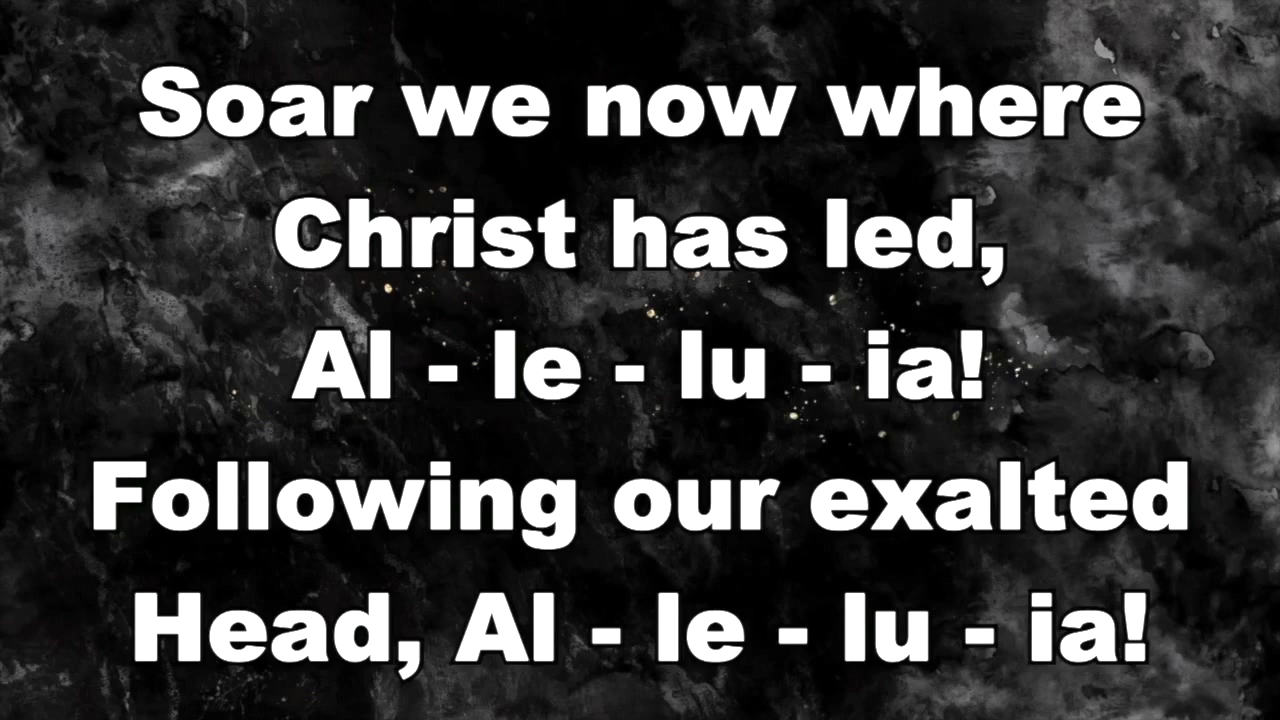 Soar we now where
Christ has led,
Al - le - lu - ia!
Following our exalted
Head, Al - le - lu - ia!